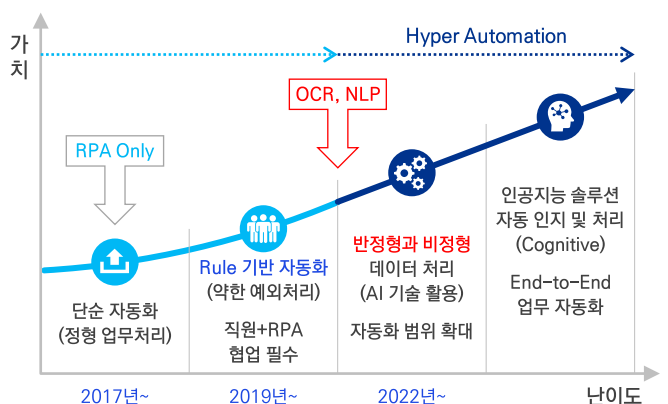 가치
Hyper Automation
OCR, NLP
RPA Only
단순 자동화
(정형 업무처리)
Rule 기반 자동화
(약한 예외처리)
직원+RPA
협업 필수
반정형과 비정형
데이터 처리
(AI 기술 활용)
자동화 범위 확대
인공지능 솔루션
자동 인지 및 처리
(Cognitive)
End-to-End
업무 자동화
2017년~
2019년~
2022년~
난이도